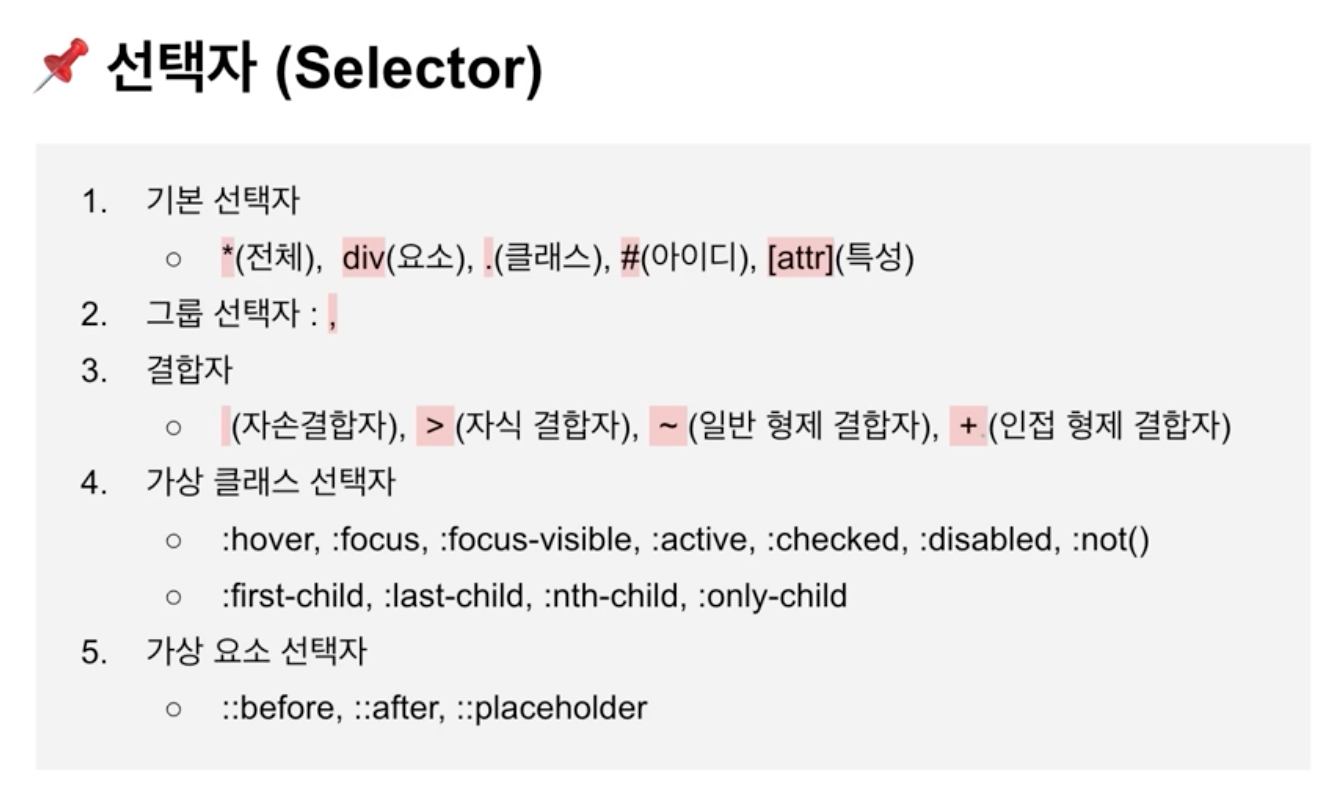 📌 선택자 (Selector)
1. 기본 선택자
○ *(전체), div(요소), .(클래스), #(아이디), [attr](특성)
2. 그룹 선택자 : ,
3. 결합자
○  (자손결합자), > (자식 결합자), ~ (일반 형제 결합자), + (인접 형제 결합자)
4. 가상 클래스 선택자
○ :hover, :focus, :focus-visible, :active, :checked, :disabled, :not()
○ :first-child, :last-child, :nth-child, :only-child
5. 가상 요소 선택자
○ ::before, ::after, ::placeholder